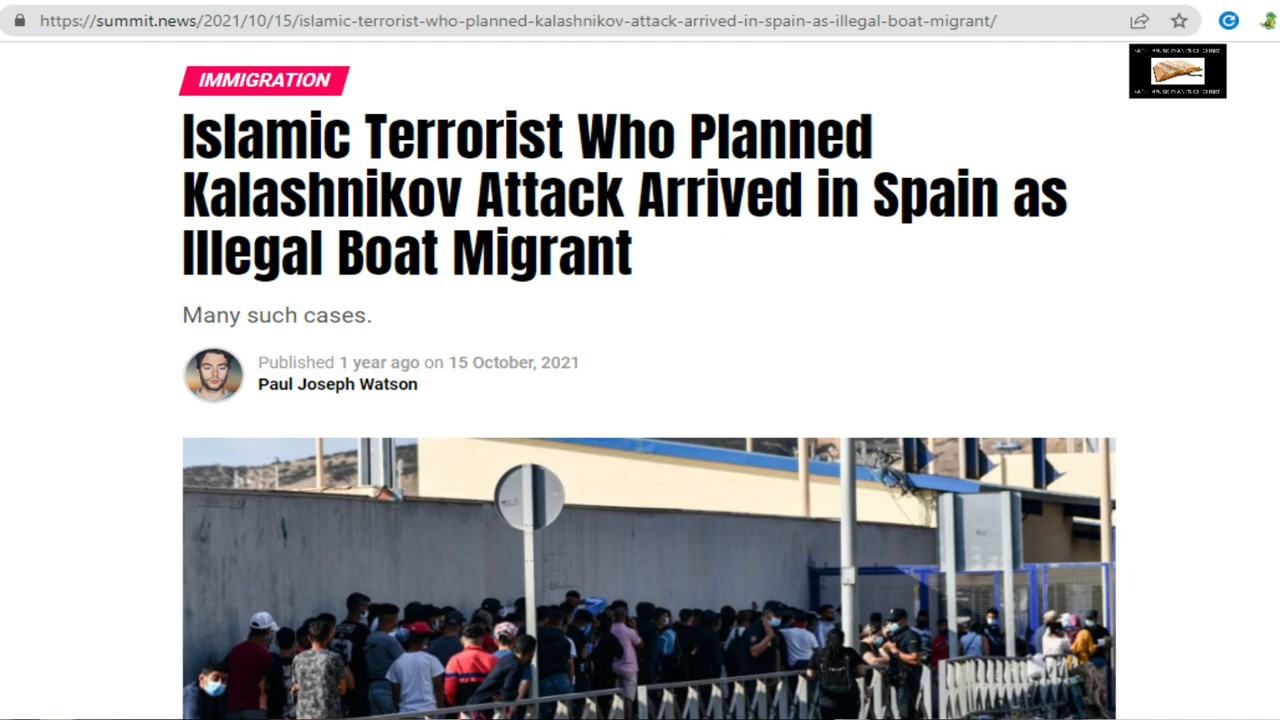 https://summit.news/2021/10/15/islamic-terrorist-who-planned-kalashnikov-attack-arrived-in-spain-as-illegal-boat-migrant/
IMMIGRATION
Islamic Terrorist Who Planned
Kalashnikov Attack Arrived in Spain as
Illegal Boat Migrant
Many such cases.
Published 1 year ago on 15 October, 2021
Paul Joseph Watson